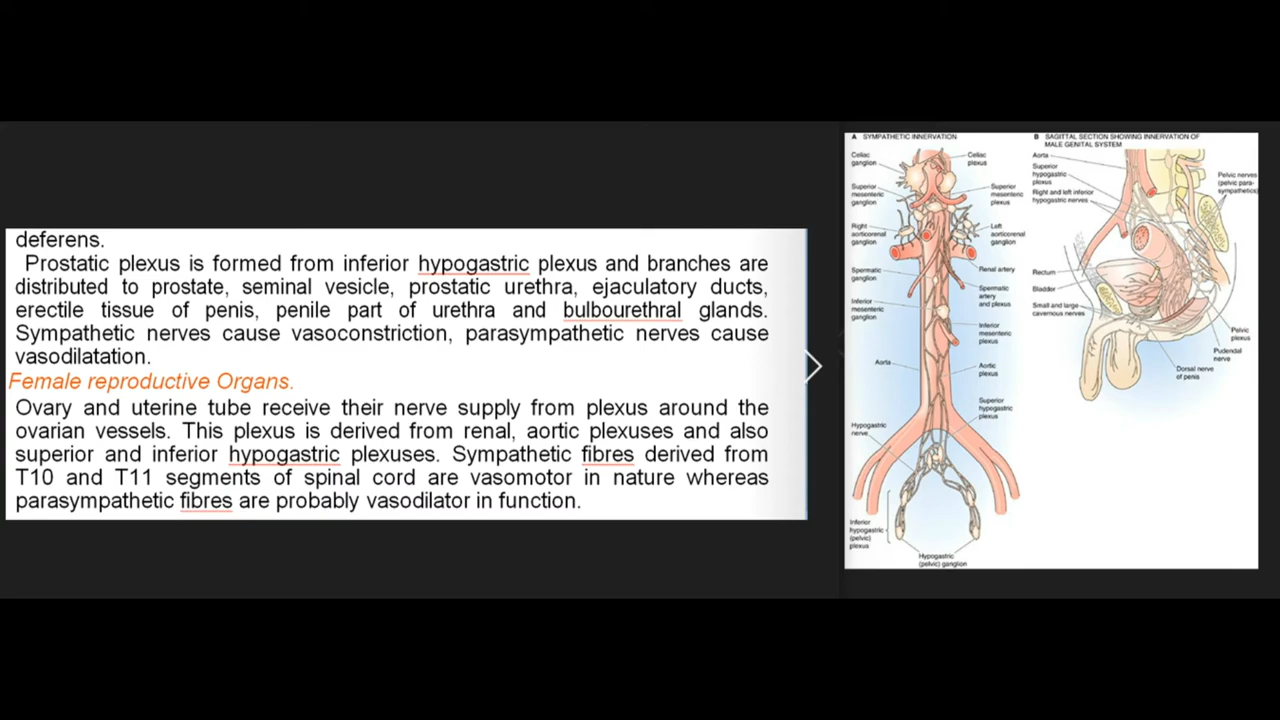 deferens.
Prostatic plexus is formed from inferior hypogastric plexus and branches are
distributed to prostate, seminal vesicle, prostatic urethra, ejaculatory ducts,
erectile tissue of penis, penile part of urethra and bulbourethral glands.
Sympathetic nerves cause vasoconstriction, parasympathetic nerves cause
vasodilatation.
Female reproductive Organs.
Ovary and uterine tube receive their nerve supply from plexus around the
ovarian vessels. This plexus is derived from renal, aortic plexuses and also
superior and inferior hypogastric plexuses. Sympathetic fibres derived from
T10 and T11 segments of spinal cord are vasomotor in nature whereas
parasympathetic fibres are probably vasodilator in function.
A SYMPATHETIC INNERVATION
Celiac
ganglion
Celiac
plexus
Superior
mesenteric
ganglion
Superior
mesenteric
plexus
Right
aorticorenal
ganglion
Left
aorticorenal
ganglion
Spermatic
ganglion
Renal artery
Spermatic
artery
and plexus
Inferior
mesenteric
ganglion
Inferior
mesenteric
plexus
Aorta
Aortic
plexus
Superior
hypogastric
plexus
Hypogastric
nerve
Inferior
hypogastric
(pelvic)
plexus
Hypogastric
(pelvic) ganglion
B SAGITTAL SECTION SHOWING INNERVATION OF
MALE GENITAL SYSTEM
Aorta
Superior
hypogastric
plexus
Right and left inferior
hypogastric nerves
Pelvic nerves
(pelvic para-
sympathetics)
Rectum
Bladder
Small and large
cavernous nerves
Pelvic
plexus
Pudendal
nerve
Dorsal nerve
of penis